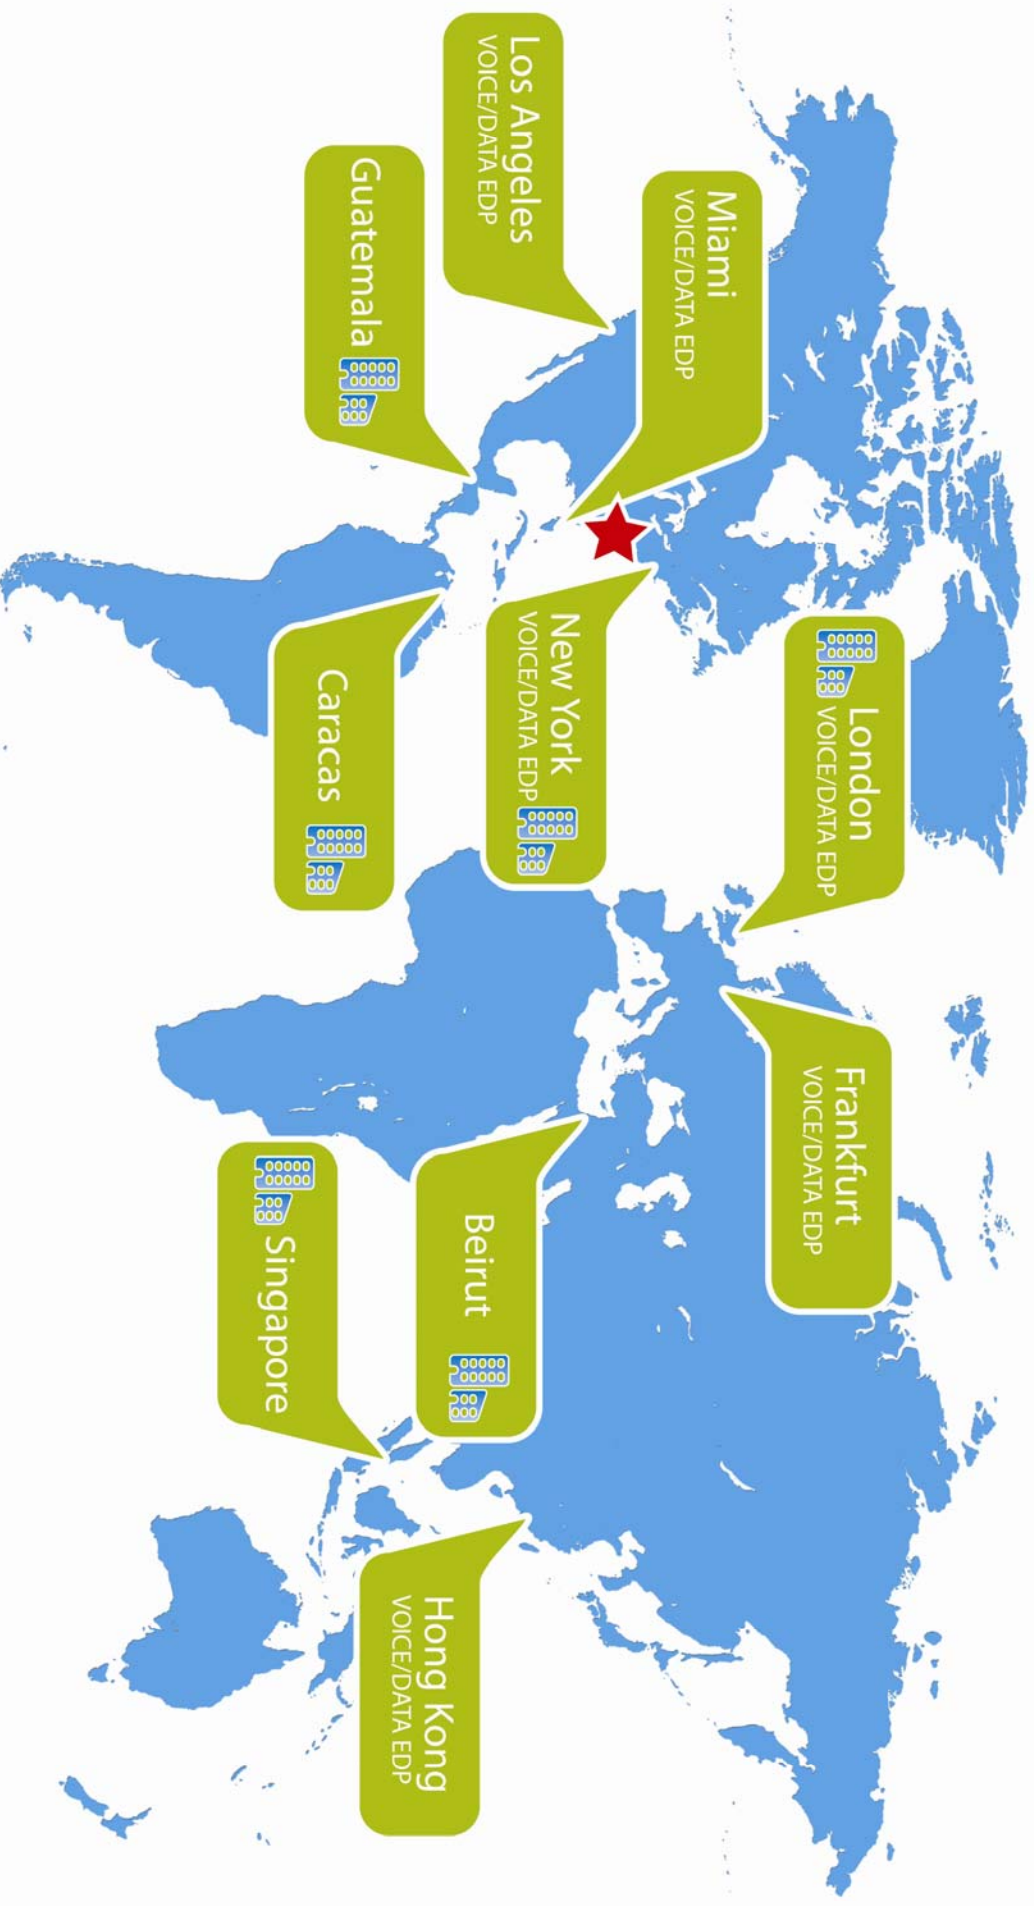 Los Angeles
VOICE/DATA EDP
Miami
VOICE/DATA EDP
Guatemala
New York
VOICE/DATA EDP
Caracas
London
VOICE/DATA EDP
Frankfurt
VOICE/DATA EDP
Beirut
Singapore
Hong Kong
VOICE/DATA EDP